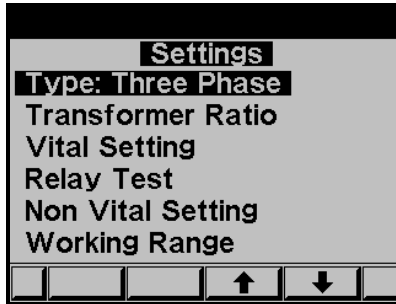 Settings
Type: Three Phase
Transformer Ratio
Vital Setting
Relay Test
Non Vital Setting
Working Range